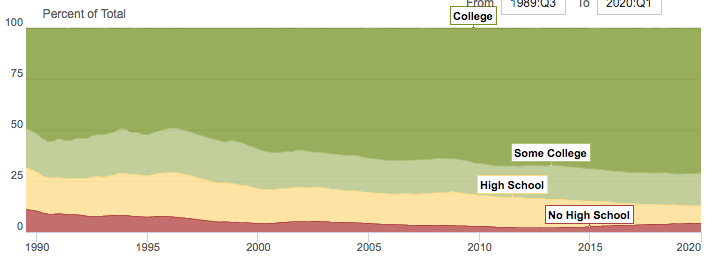 From 1989:Q3 To 2020:Q1
Percent of Total
College
100
75
50
Some College
25
High School
No High School
0
1990 1995 2000 2005 2010 2015 2020